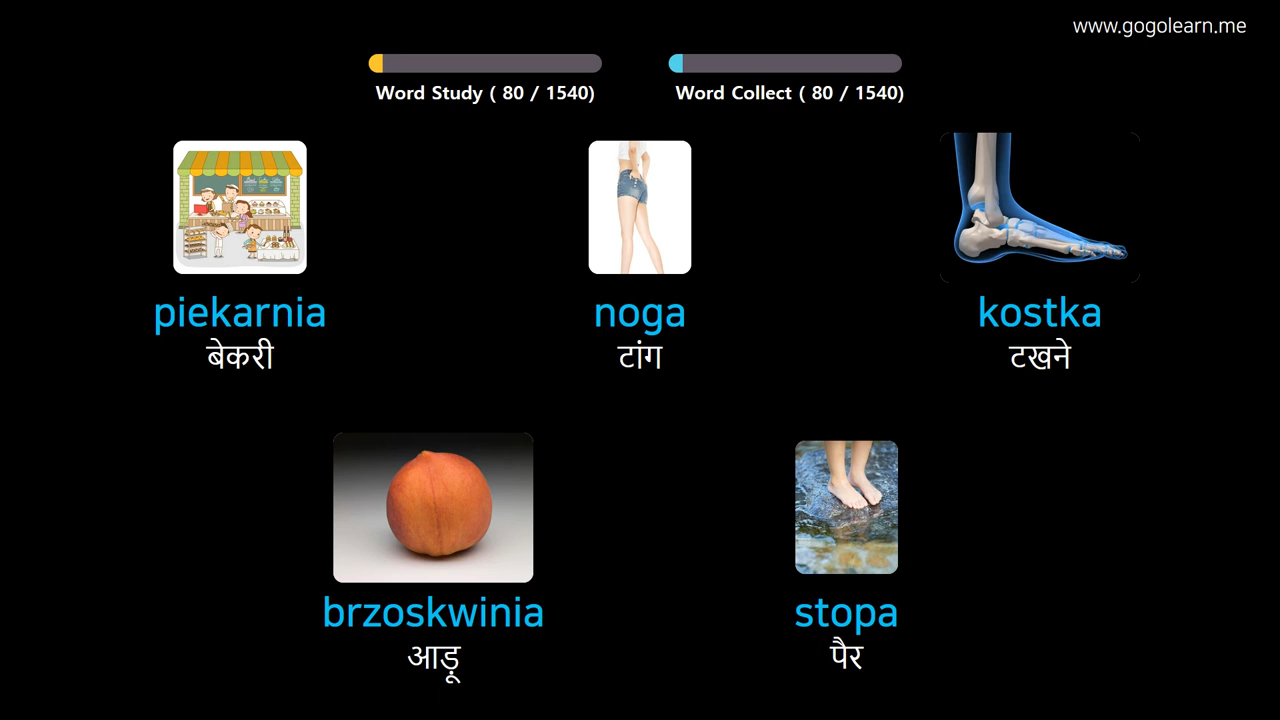 www.gogolearn.me
Word Study ( 80 / 1540)
Word Collect ( 80 / 1540)
piekarnia
बेकरी
noga
टांग
kostka
टखने
brzoskwinia
आड़ू
stopa
पैर